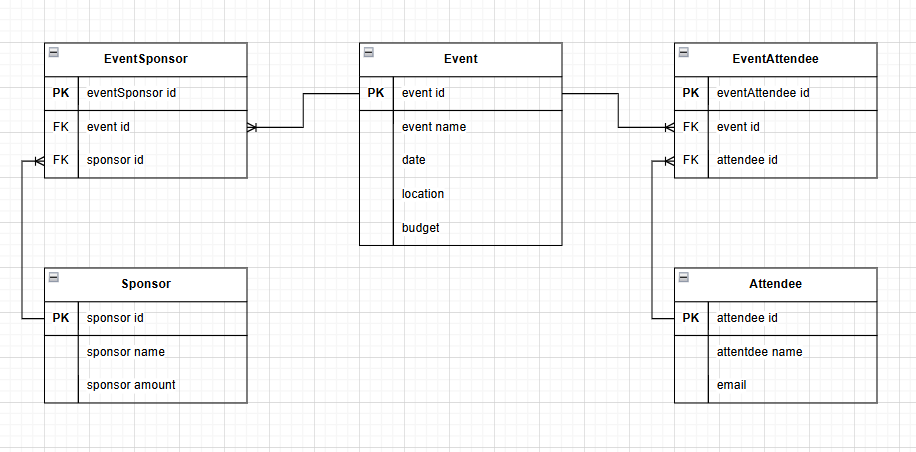 EventSponsor
PK eventSponsor id
FK event id
FK sponsor id
Event
PK event id
event name
date
location
budget
EventAttendee
PK eventAttendee id
FK event id
FK attendee id
Sponsor
PK sponsor id
sponsor name
sponsor amount
Attendee
PK attendee id
attentdee name
email